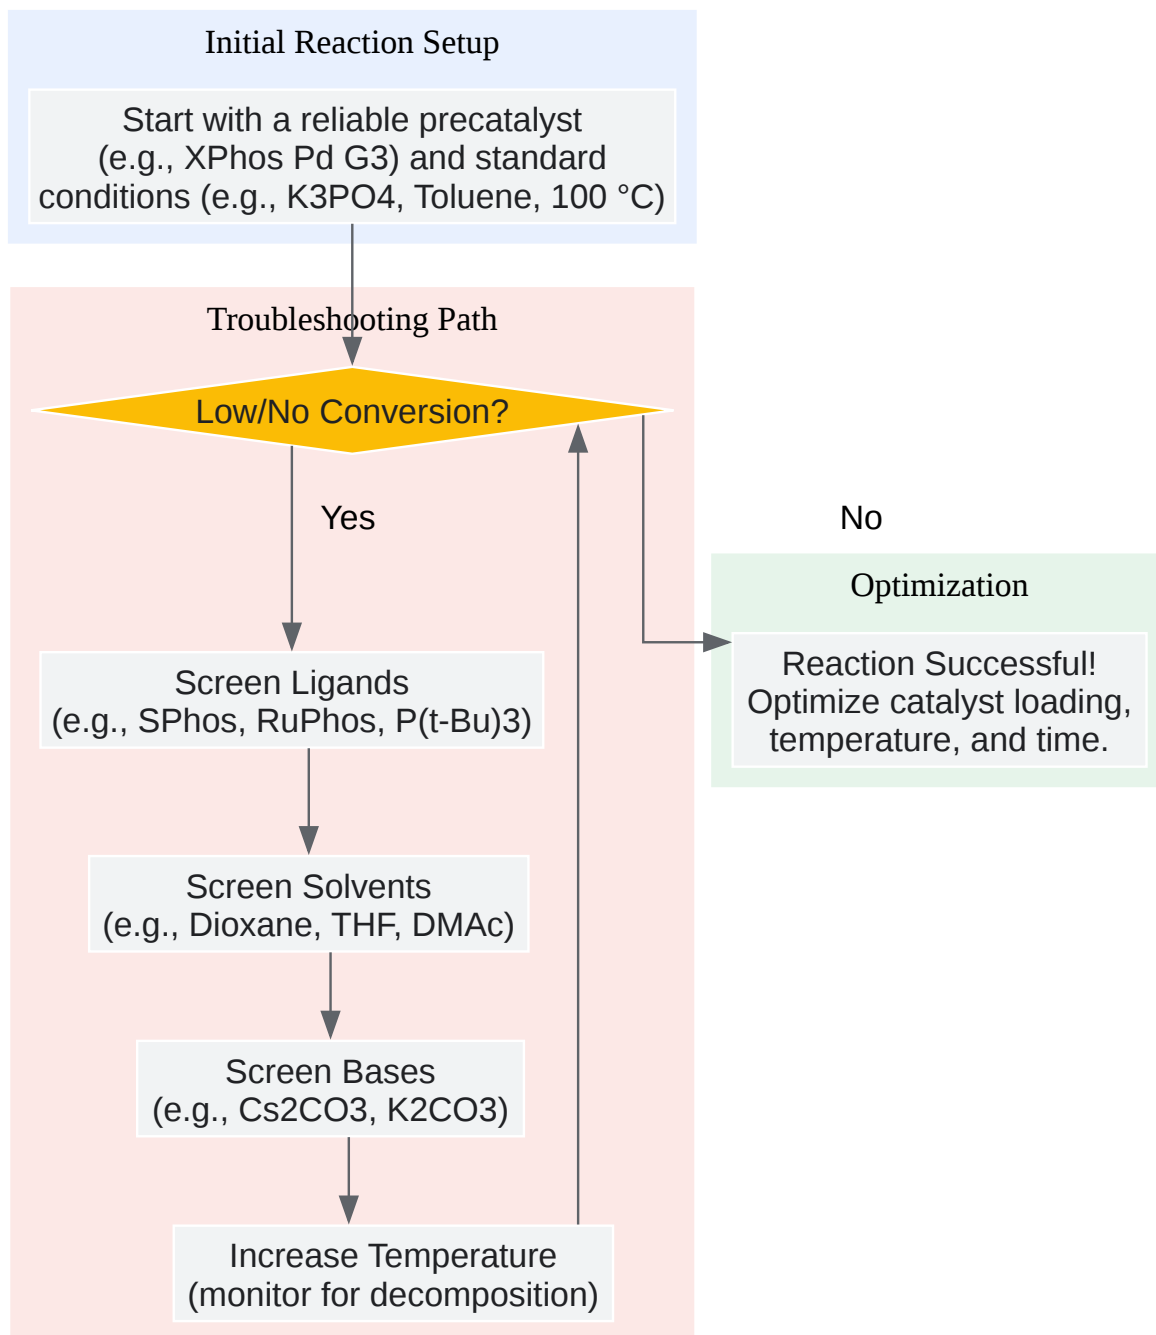 Initial Reaction Setup
Start with a reliable precatalyst
(e.g., XPhos Pd G3) and standard
conditions (e.g., K3PO4, Toluene, 100 °C)
Troubleshooting Path
Low/No Conversion?
Yes
No
Optimization
Reaction Successful!
Optimize catalyst loading,
temperature, and time.
Screen Ligands
(e.g., SPhos, RuPhos, P(t-Bu)3)
Screen Solvents
(e.g., Dioxane, THF, DMAc)
Screen Bases
(e.g., Cs2CO3, K2CO3)
Increase Temperature
(monitor for decomposition)